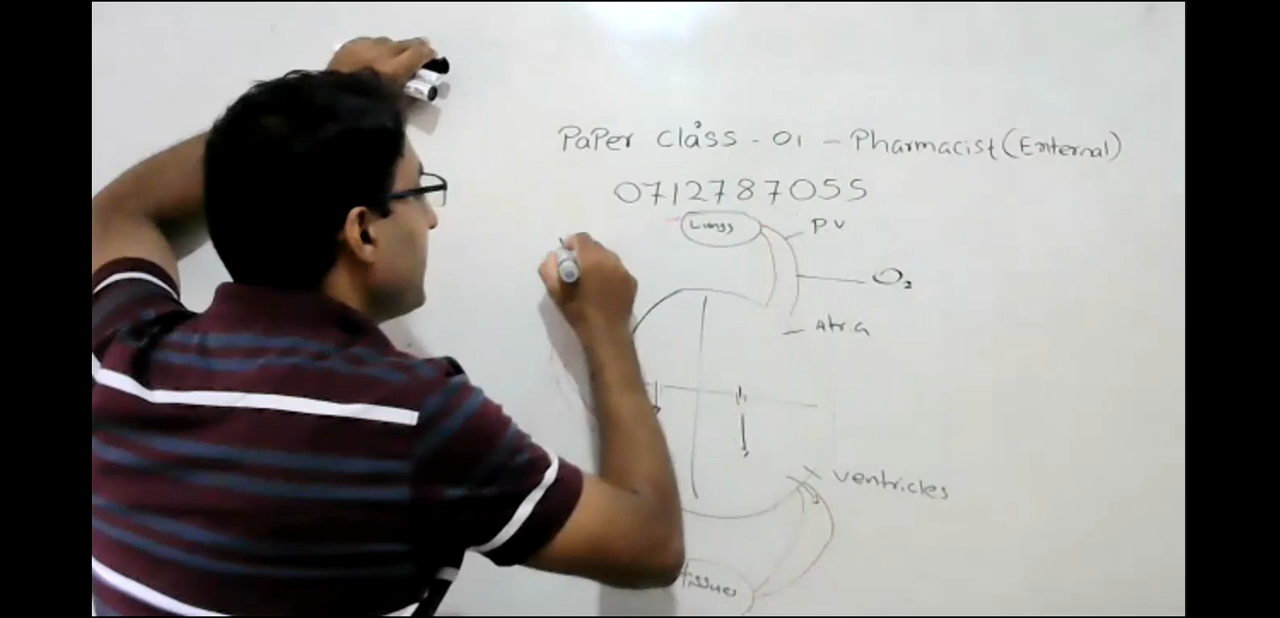 Paper Class - 01 - Pharmacist (External)
0712787055
Lungs
PV
O₂
Atria
Ventricles
tissues